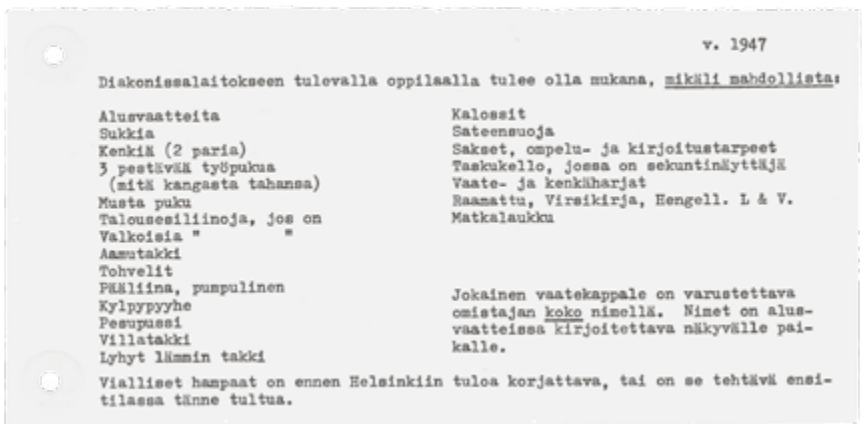 v. 1947
Diakonissalaitokseen tulevalla oppilaalla tulee olla mukana, mikäli mahdollista:
Alusvaatteita
Sukkia
Kenkiä (2 paria)
3 pestävää työpukua
(mitä kangasta tahansa)
Musta puku
Talousesiliinoja, jos on
Valkoisia " "
Aamutakki
Tohvelit
Pääliina, pumpulinen
Kylpypyyhe
Pesupussi
Villatakki
Lyhyt lämmin takki
Kalossit
Sateensuoja
Sakset, ompelu- ja kirjoitustarpeet
Taskukello, jossa on sekuntinäyttäjä
Vaate- ja kenkäharjat
Raamattu, Virsikirja, Hengell. L & V.
Matkalaukku
Jokainen vaatekappale on varustettava
omistajan koko nimellä. Nimet on alus-
vaatteissa kirjoitettava näkyvälle pai-
kalle.
Vialliset hampaat on ennen Helsinkiin tuloa korjattava, tai on se tehtävä ensi-
tilassa tänne tultua.